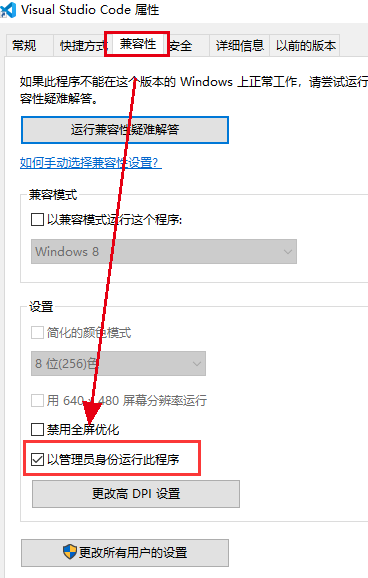 Visual Studio Code 属性
常规 快捷方式 兼容性 安全 详细信息 以前的版本
如果此程序不能在这个版本的 Windows 上正常工作，请尝试运行
容性疑难解答。
运行兼容性疑难解答
如何手动选择兼容性设置?
兼容模式
以兼容模式运行这个程序:
Windows 8
设置
简化的颜色模式
8 位(256)色
用 640 x 480 屏幕分辨率运行
禁用全屏优化
以管理员身份运行此程序
更改高 DPI 设置
更改所有用户的设置